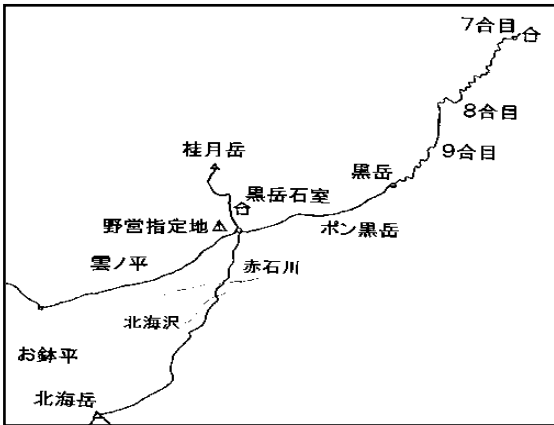 7合目
8合目
9合目
桂月岳
黒岳
黒岳石室
野営指定地
ポン黒岳
雲ノ平
赤石川
北海沢
お鉢平
北海岳